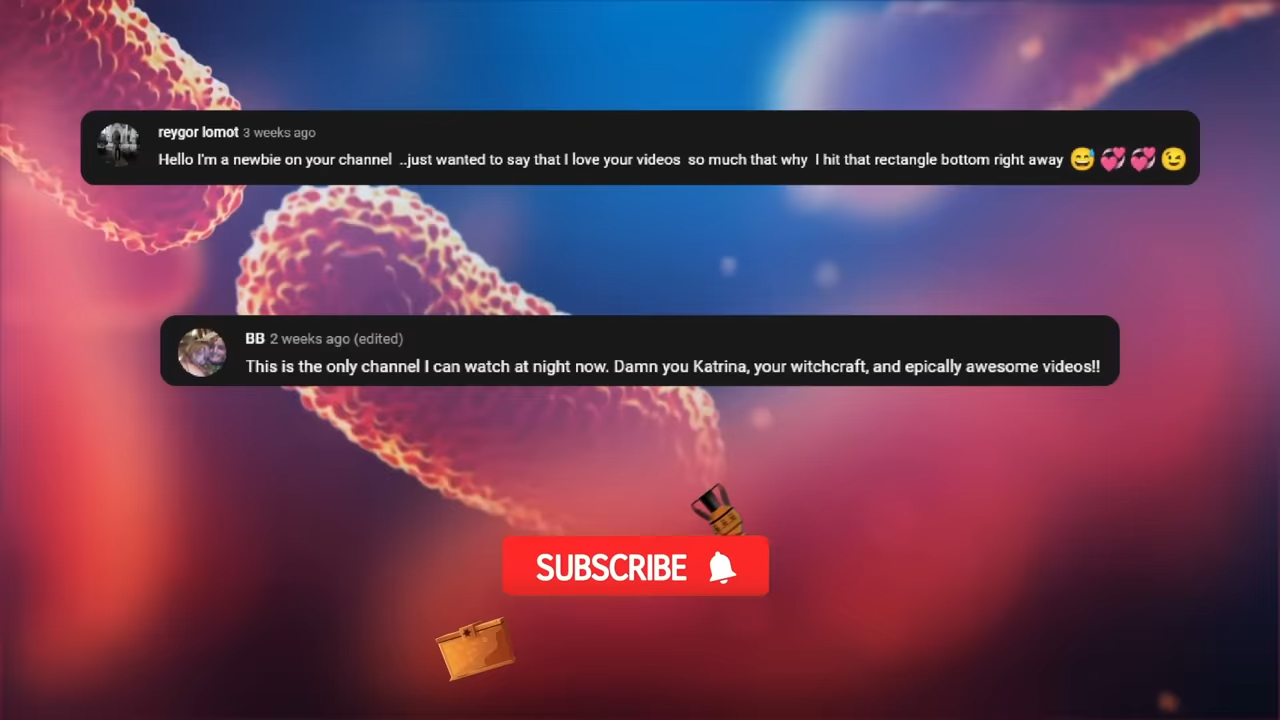 reygor lomot 3 weeks ago
Hello I'm a newbie on your channel ..just wanted to say that I love your videos so much that why I hit that rectangle bottom right away 😅 💞 💞 😉
BB 2 weeks ago (edited)
This is the only channel I can watch at night now. Damn you Katrina, your witchcraft, and epically awesome videos!!
SUBSCRIBE